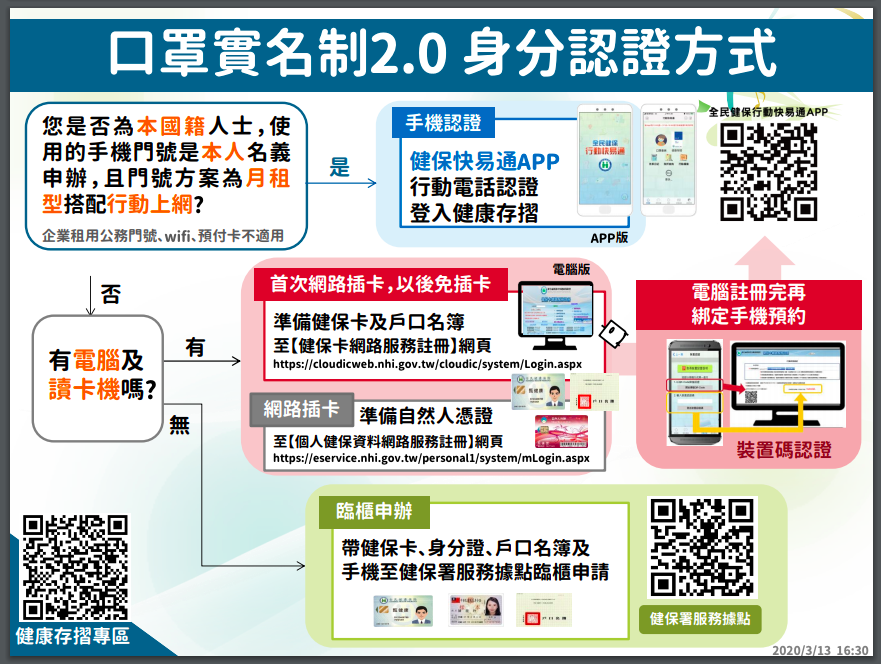 口罩實名制2.0 身分認證方式
您是否為本國籍人士,使
用的手機門號是本人名義
申辦,且門號方案為月租
型搭配行動上網?
企業租用公務門號、wifi、預付卡不適用
是
手機認證
健保快易通APP
行動電話認證
登入健康存摺
APP版
全民健保
行動快易通
全民健保行動快易通APP
否
有電腦及
讀卡機嗎?
有
無
首次網路插卡,以後免插卡
電腦版
準備健保卡及戶口名簿
至【健保卡網路服務註冊】網頁
https://cloudicweb.nhi.gov.tw/cloudic/system/Login.aspx
網路插卡
準備自然人憑證
至【個人健保資料網路服務註冊】網頁
https://eservice.nhi.gov.tw/personal1/system/mLogin.aspx
戶口名簿
電腦註冊完再
綁定手機預約
裝置碼認證
臨櫃申辦
帶健保卡、身分證、戶口名簿及
手機至健保署服務據點臨櫃申請
戶口名簿
健保署服務據點
健康存摺專區
2020/3/13 16:30